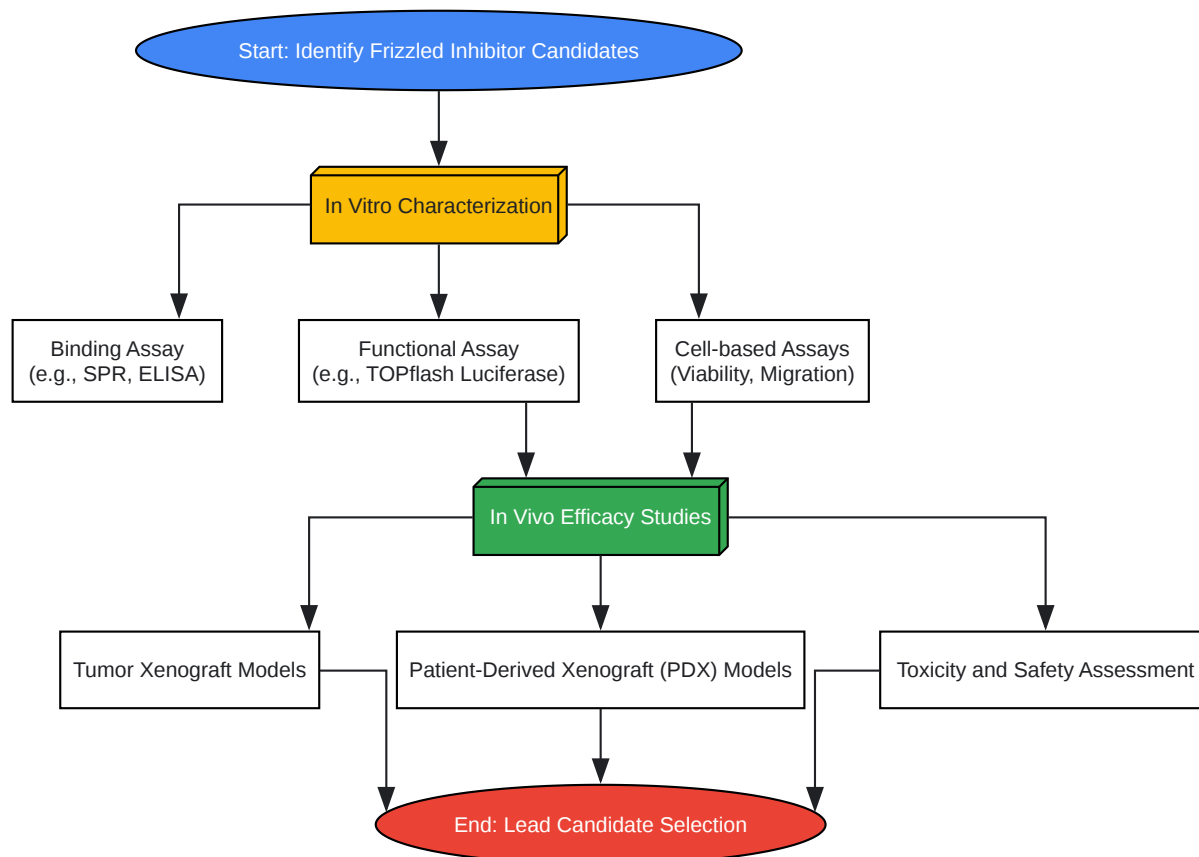 Start: Identify Frizzled Inhibitor Candidates
In Vitro Characterization
Binding Assay
(e.g., SPR, ELISA)
Functional Assay
(e.g., TOPflash Luciferase)
Cell-based Assays
(Viability, Migration)
In Vivo Efficacy Studies
Tumor Xenograft Models
Patient-Derived Xenograft (PDX) Models
Toxicity and Safety Assessment
End: Lead Candidate Selection